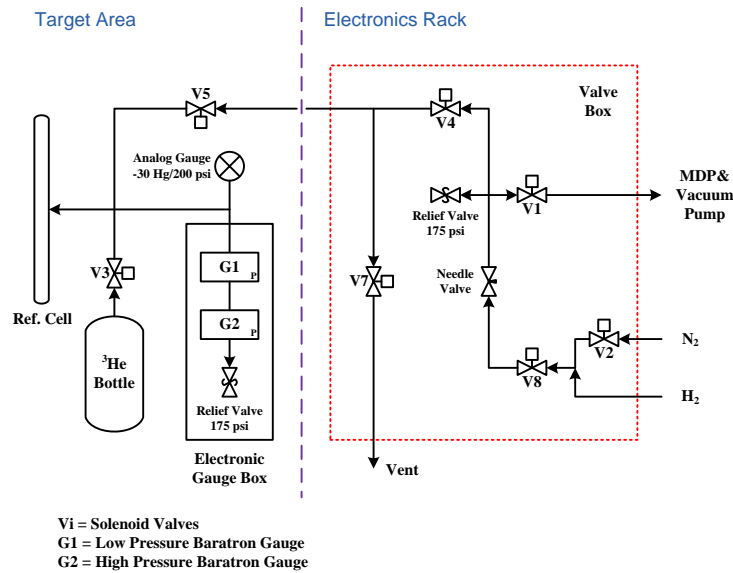 Target Area
Electronics Rack
V5
V4
Valve
Box
Analog Gauge
-30 Hg/200 psi
MDP&
Vacuum
Pump
Relief Valve
175 psi
V1
G1
P
V3
V7
Needle
Valve
Ref. Cell
G2
P
3He
Bottle
V2
N2
V8
H2
Relief Valve
175 psi
Electronic
Gauge Box
Vent
Vi = Solenoid Valves
G1 = Low Pressure Baratron Gauge
G2 = High Pressure Baratron Gauge